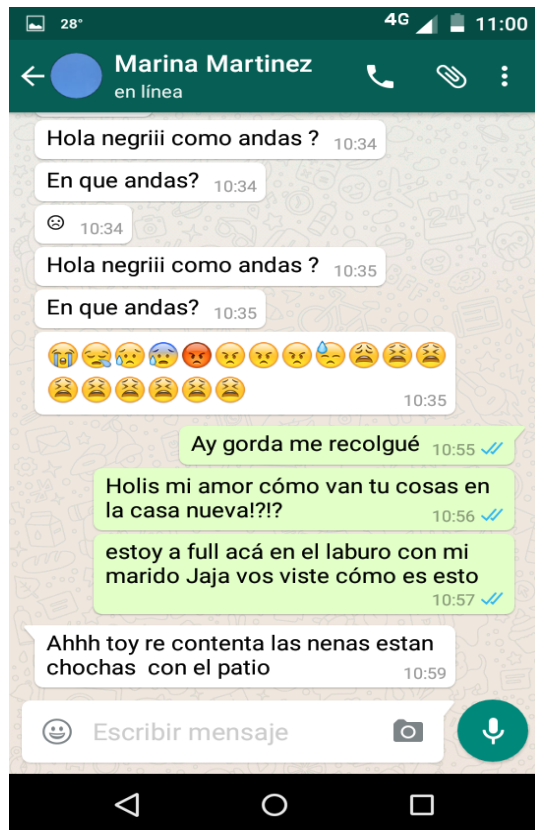 28° 4G 11:00
Marina Martinez
en línea
Hola negriii como andas ? 10:34
En que andas? 10:34
☹ 10:34
Hola negriii como andas ? 10:35
En que andas? 10:35
😭😪😥😰😡😠😠😠😓😩😫😫
😫😫😫😫😫😫
10:35
Ay gorda me recolgué 10:55
Holis mi amor cómo van tu cosas en
la casa nueva!?!? 10:56
estoy a full acá en el laburo con mi
marido Jaja vos viste cómo es esto
10:57
Ahhh toy re contenta las nenas estan
chochas  con el patio 10:59
Escribir mensaje